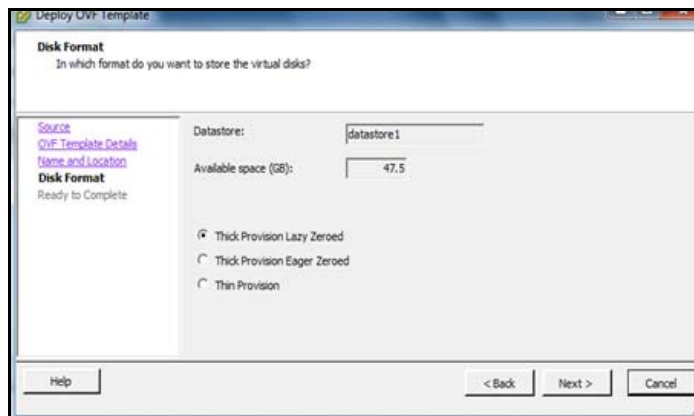 Deploy OVF Template
Disk Format
In which format do you want to store the virtual disks?
Source
OVF Template Details
Name and Location
Disk Format
Ready to Complete
Datastore:
datastore1
Available space (GB):
47.5
Thick Provision Lazy Zeroed
Thick Provision Eager Zeroed
Thin Provision
Help
< Back
Next >
Cancel